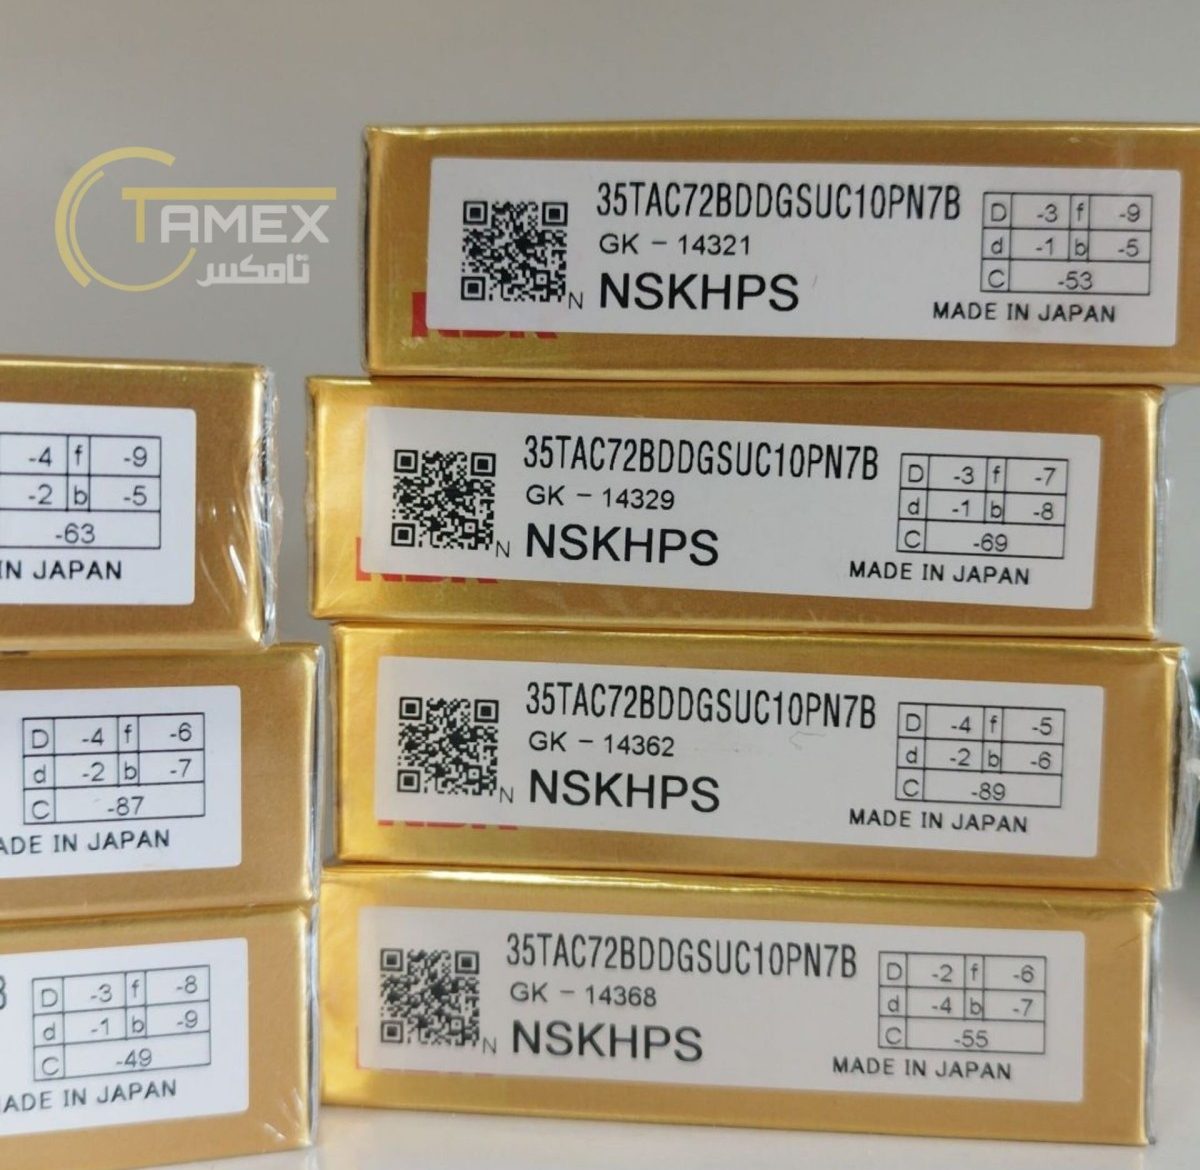 TAMEX
تامکس
35TAC72BDDGSUC10PN7B
GK - 14321
N NSKHPS
D -3 f -9
d -1 b -5
C -53
MADE IN JAPAN
35TAC72BDDGSUC10PN7B
GK - 14329
N NSKHPS
D -3 f -7
d -1 b -8
C -69
MADE IN JAPAN
35TAC72BDDGSUC10PN7B
GK - 14362
N NSKHPS
D -4 f -5
d -2 b -6
C -89
MADE IN JAPAN
35TAC72BDDGSUC10PN7B
GK - 14368
N NSKHPS
D -2 f -6
d -4 b -7
C -55
MADE IN JAPAN
-4 f -9
-2 b -5
-63
IN JAPAN
D -4 f -6
d -2 b -7
C -87
ADE IN JAPAN
D -3 f -8
d -1 b -9
C -49
ADE IN JAPAN